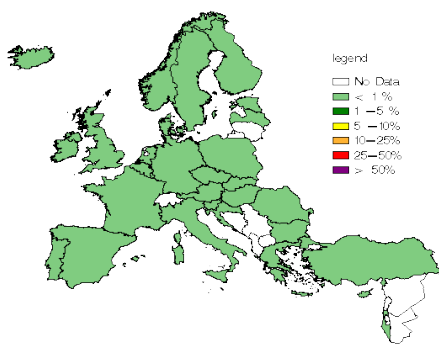 legend
No Data
< 1 %
1 –5 %
5 –10%
10–25%
25–50%
> 50%